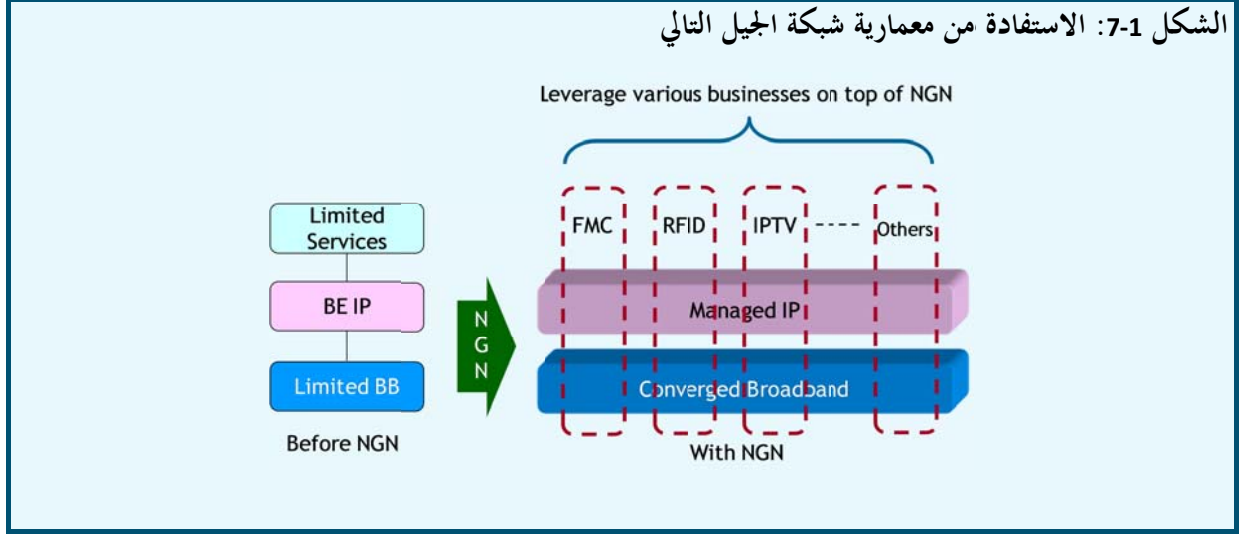 الشكل 1-7: الاستفادة من معمارية شبكة الجيل التالي
Leverage various businesses on top of NGN
Limited
Services
BE IP
Limited BB
Before NGN
N
G
N
FMC
RFID
IPTV
Others
Managed IP
Converged Broadband
With NGN